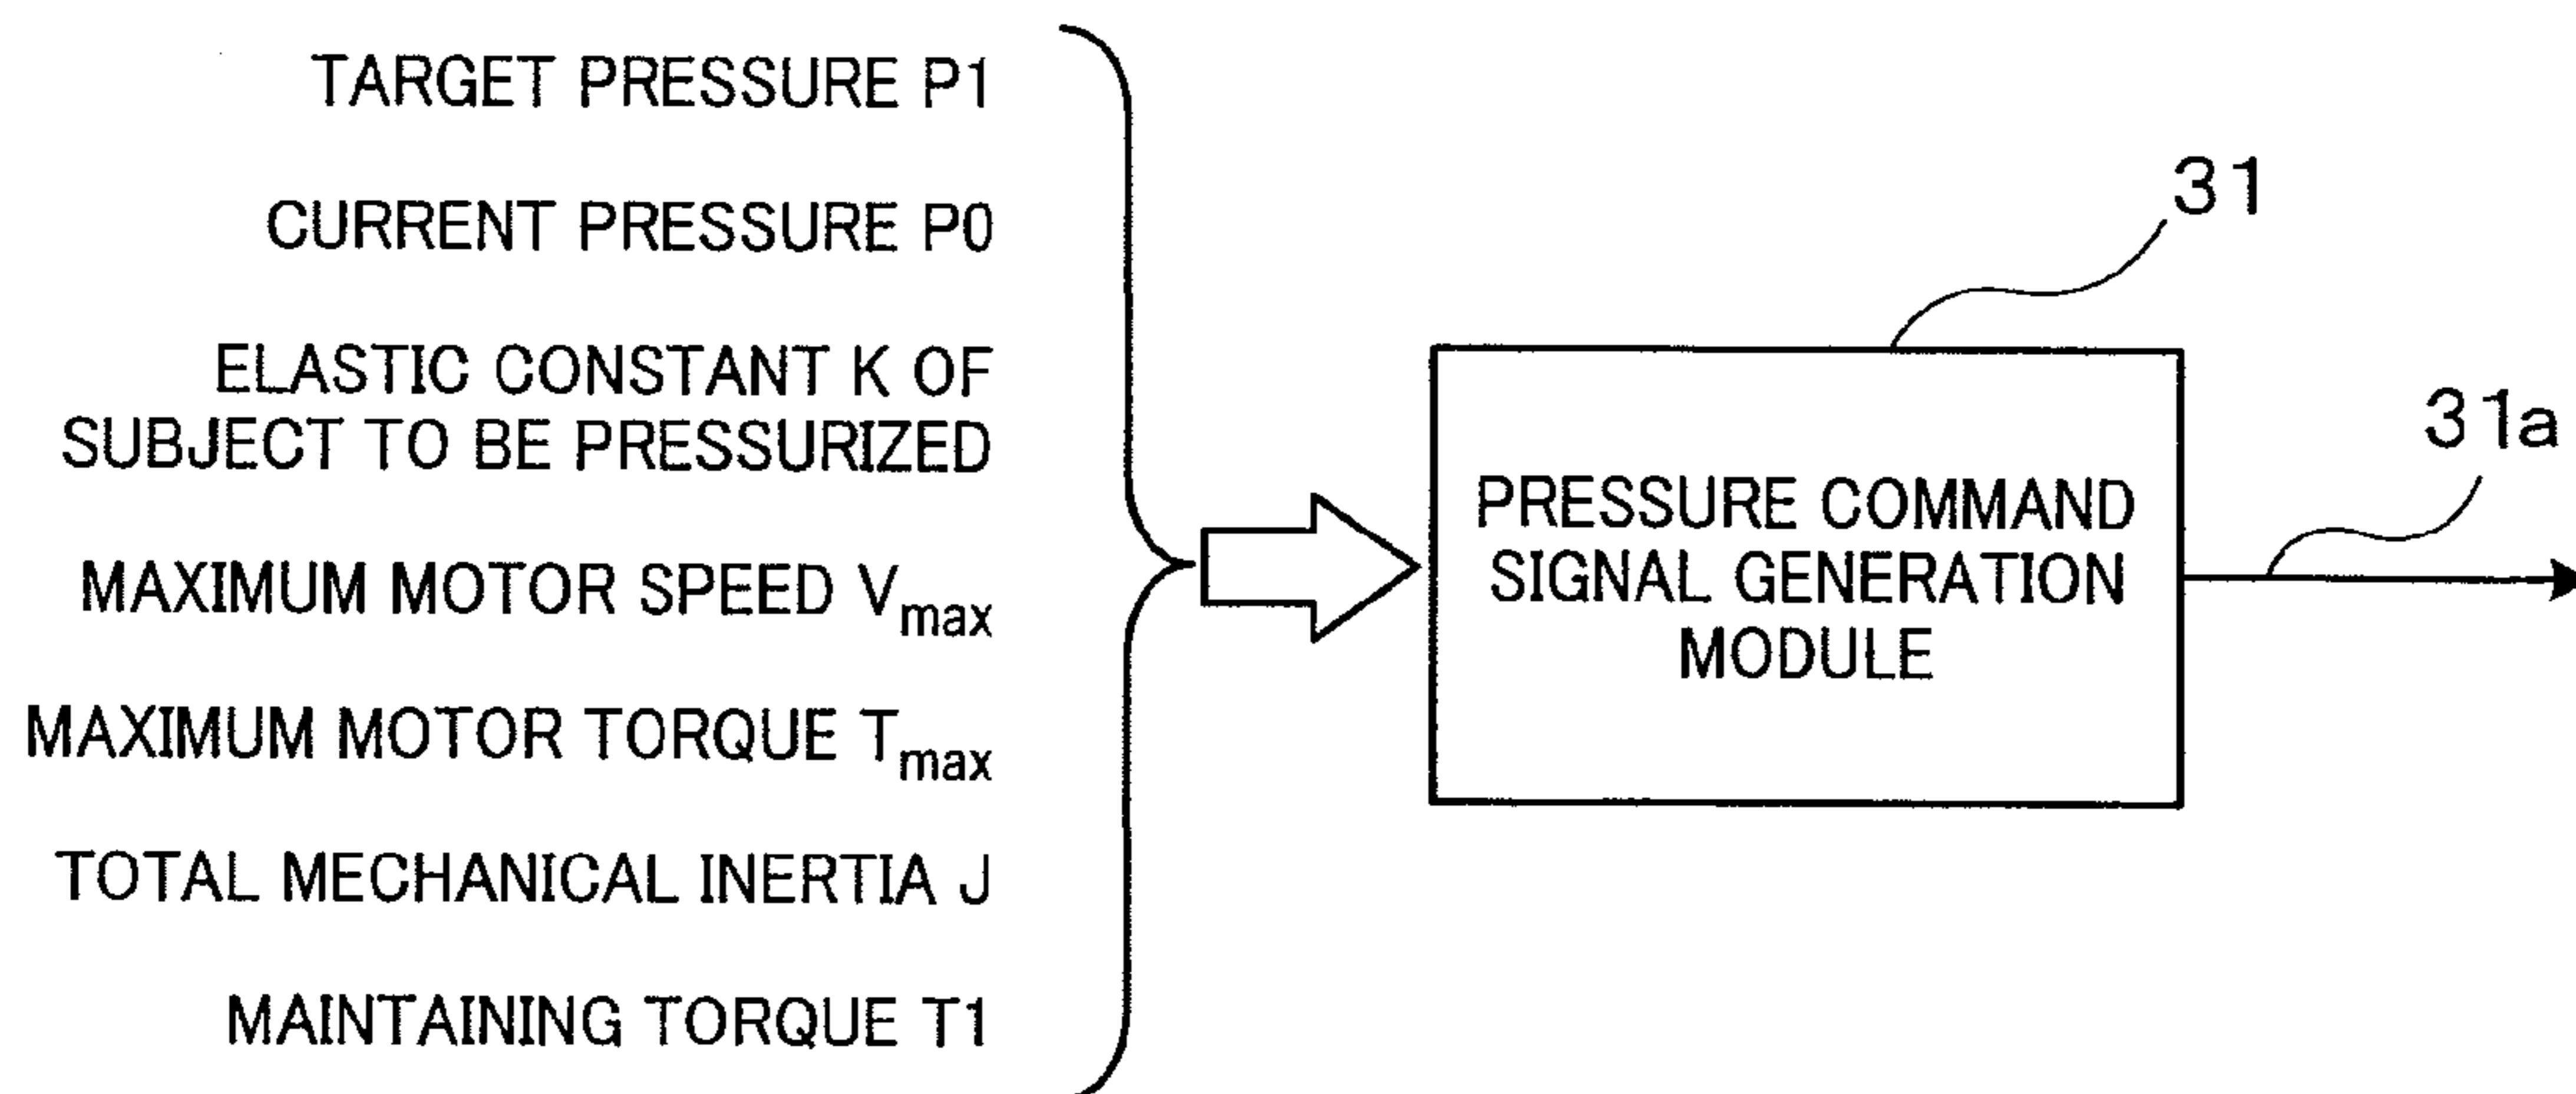 TARGET PRESSURE P1
CURRENT PRESSURE P0
ELASTIC CONSTANT K OF
SUBJECT TO BE PRESSURIZED
MAXIMUM MOTOR SPEED Vmax
MAXIMUM MOTOR TORQUE Tmax
TOTAL MECHANICAL INERTIA J
MAINTAINING TORQUE T1
31
PRESSURE COMMAND
SIGNAL GENERATION
MODULE
31a